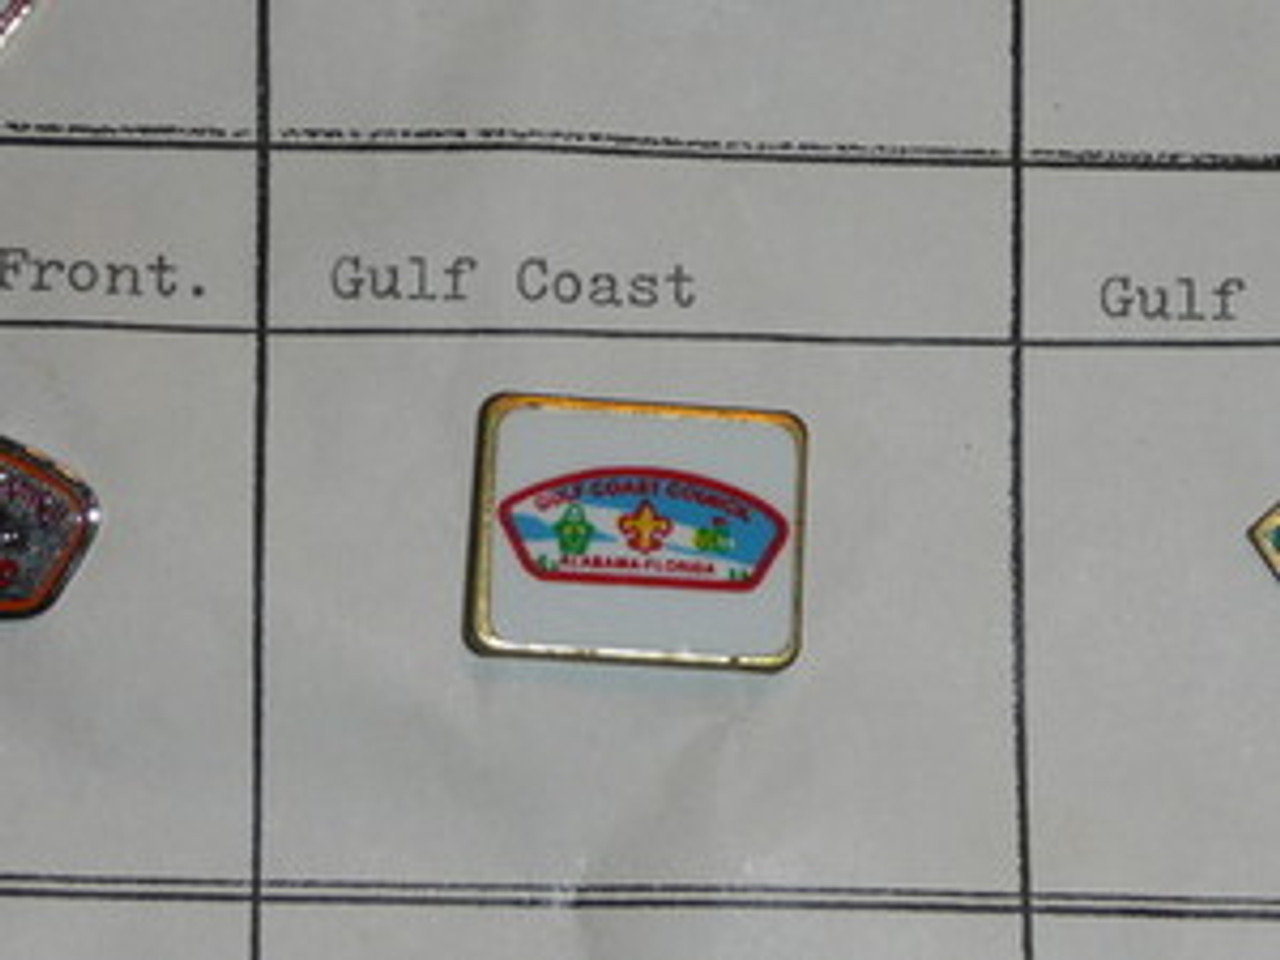 Front.
Gulf Coast
Gulf
GULF COAST COUNCIL
ALABAMA-FLORIDA